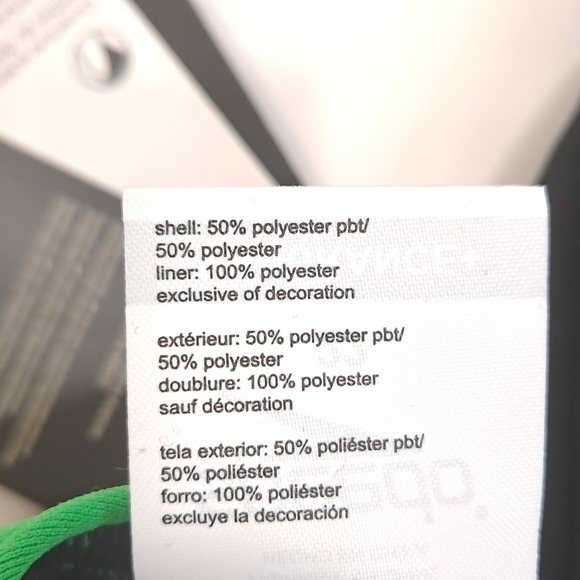 shell: 50% polyester pbt/
50% polyester
liner: 100% polyester
exclusive of decoration
extérieur: 50% polyester pbt/
50% polyester
doublure: 100% polyester
sauf décoration
tela exterior: 50% poliéster pbt/
50% poliéster
forro: 100% poliéster
excluye la decoración